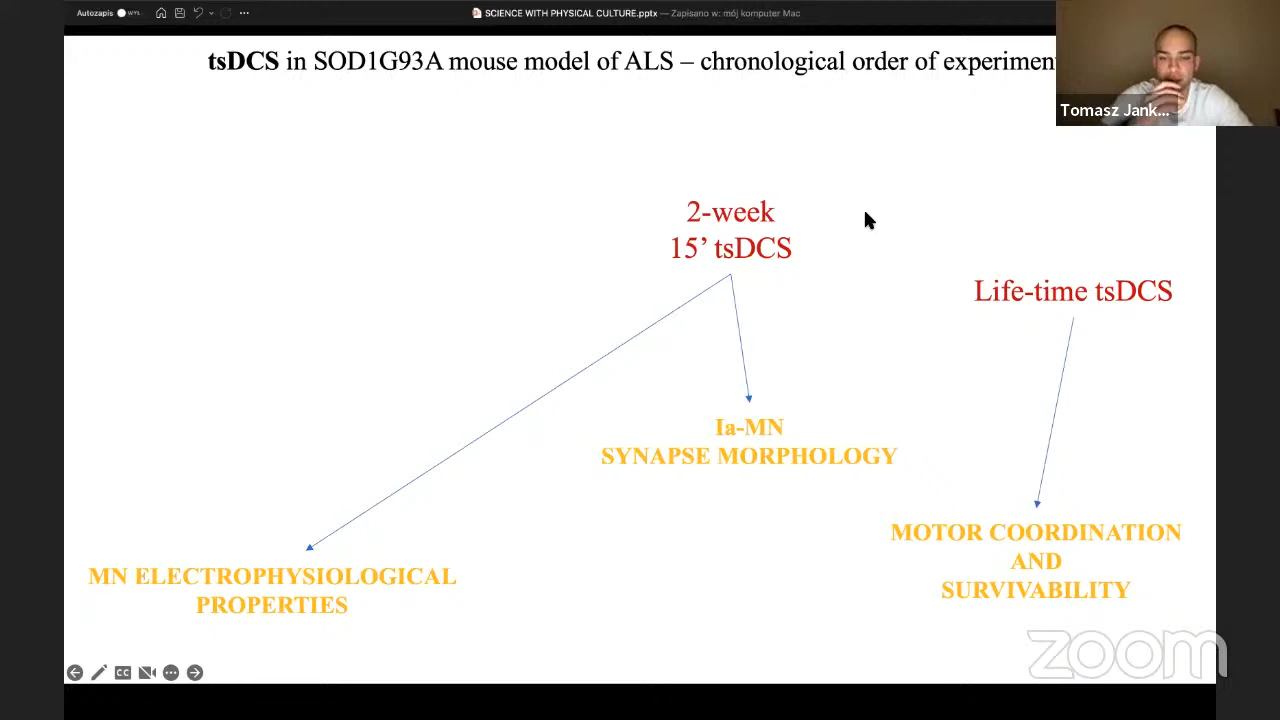 Autozapis
SCIENCE WITH PHYSICAL CULTURE.pptx — Zapisano w: mój komputer Mac
tsDCS in SOD1G93A mouse model of ALS – chronological order of experimen
Tomasz Jank...
2-week
15’ tsDCS
Life-time tsDCS
Ia-MN
SYNAPSE MORPHOLOGY
MOTOR COORDINATION
AND
SURVIVABILITY
MN ELECTROPHYSIOLOGICAL
PROPERTIES
CC
zoom